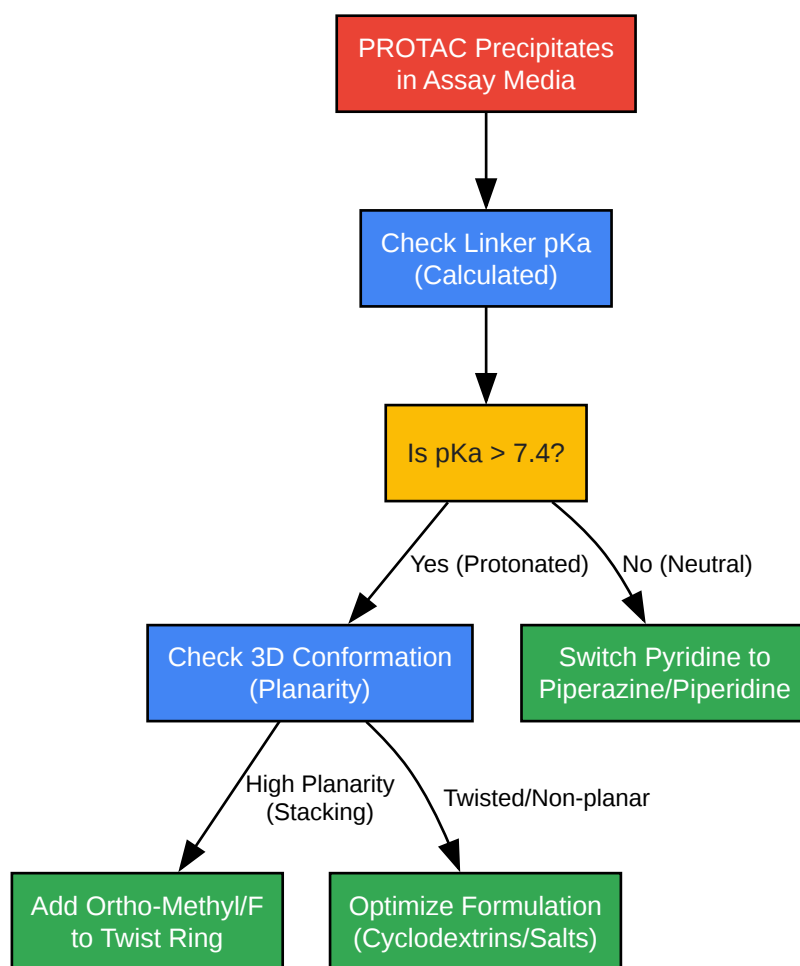 PROTAC Precipitates
in Assay Media
Check Linker pKa
(Calculated)
Is pKa > 7.4?
Yes (Protonated)
No (Neutral)
Check 3D Conformation
(Planarity)
Switch Pyridine to
Piperazine/Piperidine
High Planarity
(Stacking)
Twisted/Non-planar
Add Ortho-Methyl/F
to Twist Ring
Optimize Formulation
(Cyclodextrins/Salts)